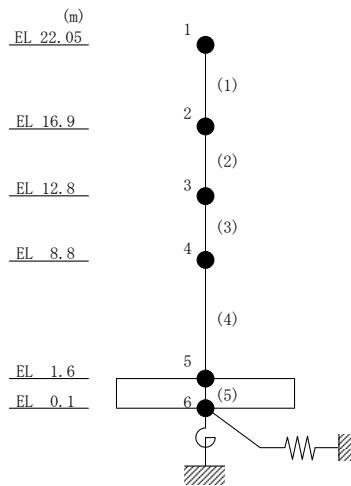 (m)
1
EL 22.05
(1)
2
EL 16.9
(2)
3
EL 12.8
(3)
4
EL 8.8
(4)
5
EL 1.6
(5)
6
EL 0.1